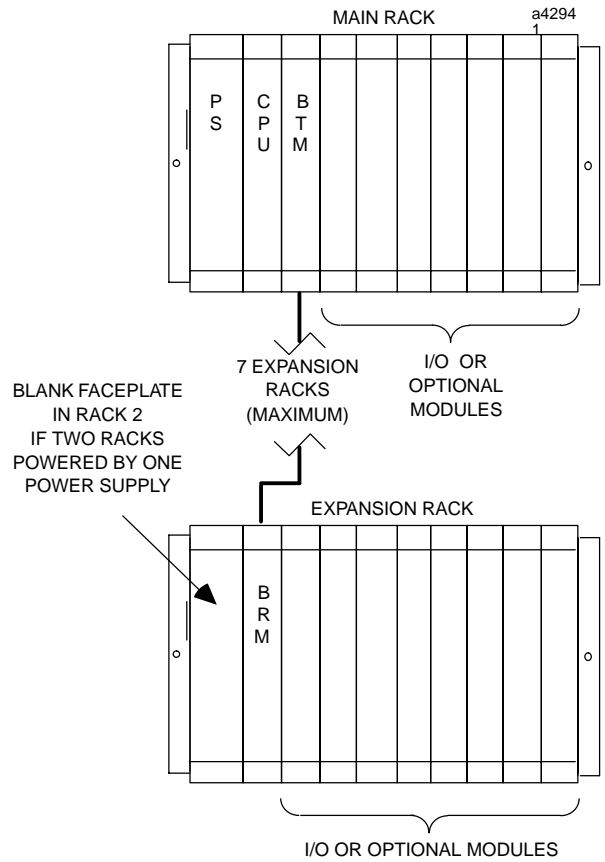 MAIN RACK
a4294
1
P
S
C
P
U
B
T
M
7 EXPANSION
RACKS
(MAXIMUM)
I/O OR
OPTIONAL
MODULES
BLANK FACEPLATE
IN RACK 2
IF TWO RACKS
POWERED BY ONE
POWER SUPPLY
EXPANSION RACK
B
R
M
I/O OR OPTIONAL MODULES